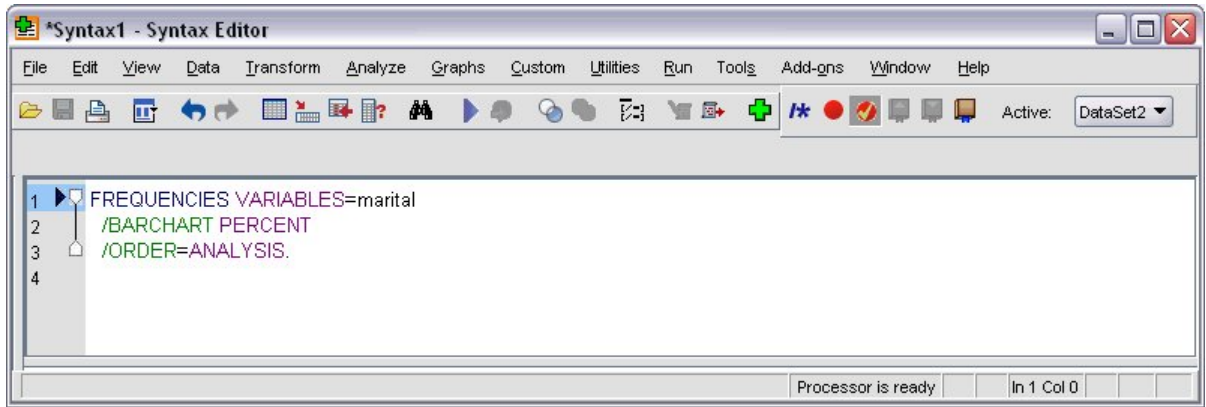 *Syntax1 - Syntax Editor
File Edit View Data Transform Analyze Graphs Custom Utilities Run Tools Add-ons Window Help
Active: DataSet2
1 FREQUENCIES VARIABLES=marital
2 /BARCHART PERCENT
3 /ORDER=ANALYSIS.
4
Processor is ready In 1 Col 0